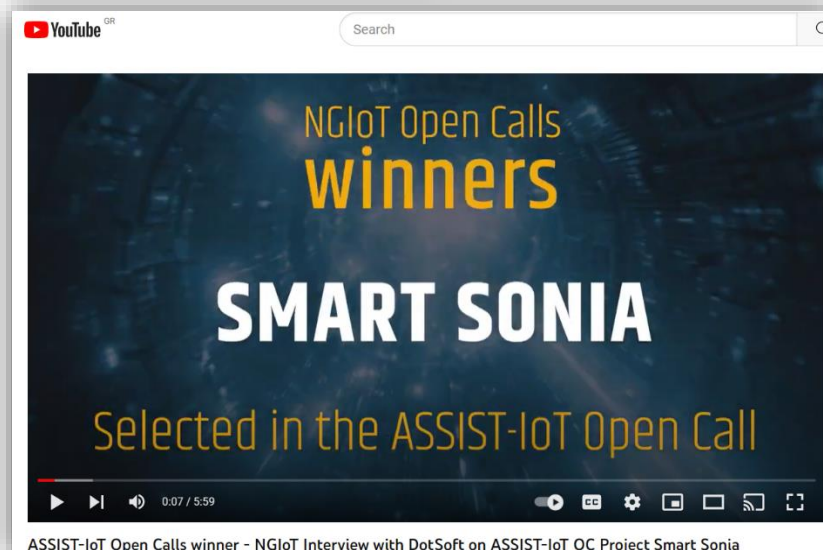 YouTube GR
Search
NGIoT Open Calls
winners
SMART SONIA
Selected in the ASSIST-IoT Open Call
0:07 / 5:59
CC
ASSIST-IoT Open Calls winner - NGIoT Interview with DotSoft on ASSIST-IoT OC Project Smart Sonia